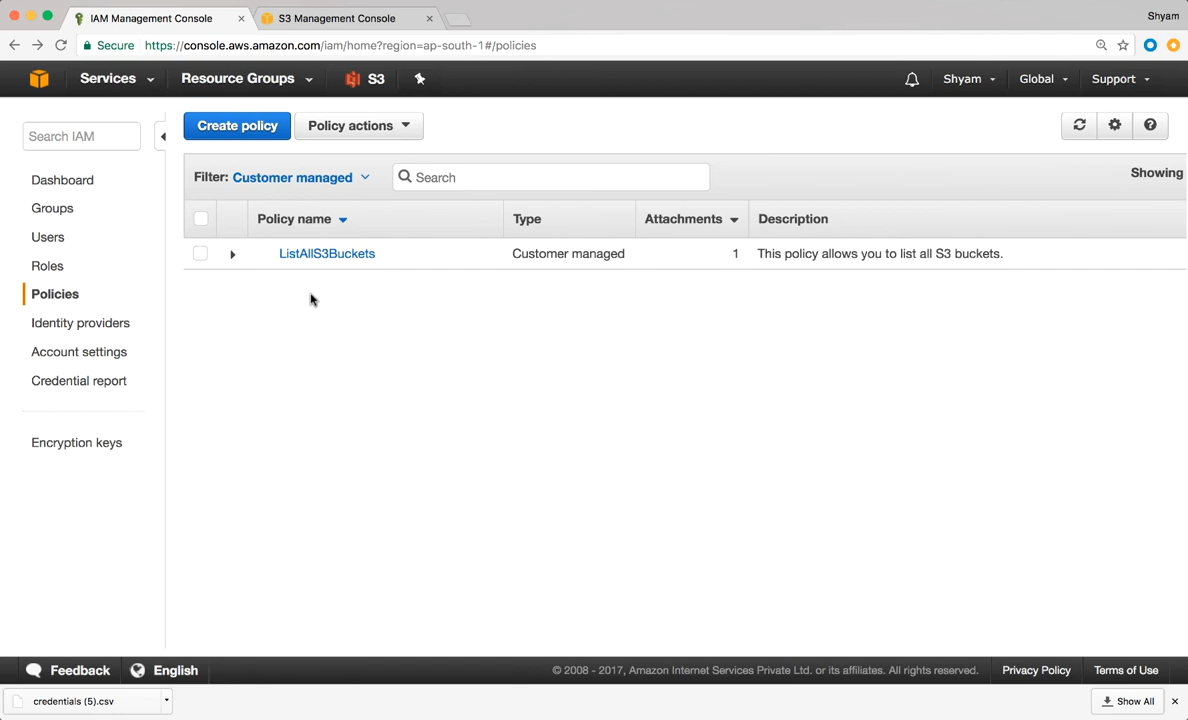 IAM Management Console
S3 Management Console
Shyam
Secure https://console.aws.amazon.com/iam/home?region=ap-south-1#/policies
Services
Resource Groups
S3
Shyam
Global
Support
Search IAM
Dashboard
Groups
Users
Roles
Policies
Identity providers
Account settings
Credential report
Encryption keys
Create policy
Policy actions
Filter: Customer managed
Search
Showing
Policy name
Type
Attachments
Description
ListAllS3Buckets
Customer managed
1
This policy allows you to list all S3 buckets.
Feedback
English
© 2008 - 2017, Amazon Internet Services Private Ltd. or its affiliates. All rights reserved.
Privacy Policy
Terms of Use
credentials (5).csv
Show All